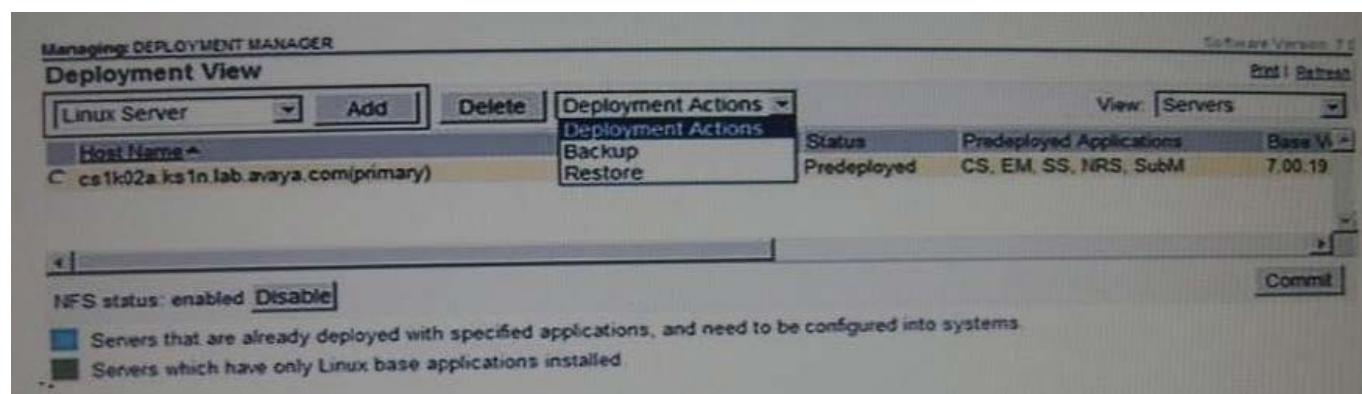 Managing: DEPLOYMENT MANAGER
Software Version
Deployment View
Print | Refresh
Linux Server Add Delete Deployment Actions View: Servers
Deployment Actions
Backup
Restore
Host Name Status Predeployed Applications Base
cs1k02a.ks1n.lab.avaya.com(primary) Predeployed CS, EM, SS, NRS, SubM 7.00.19
Commit
NFS status: enabled Disable
Servers that are already deployed with specified applications, and need to be configured into systems
Servers which have only Linux base applications installed